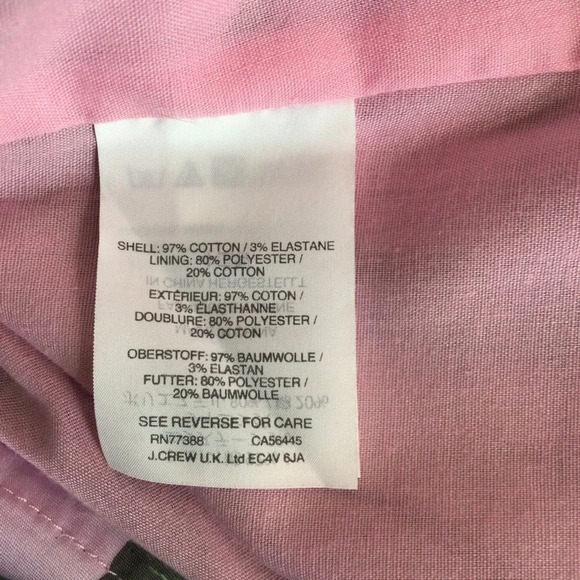 SHELL: 97% COTTON / 3% ELASTANE
LINING: 80% POLYESTER /
20% COTTON
EXTÉRIEUR: 97% COTON /
3% ÉLASTHANNE
DOUBLURE: 80% POLYESTER /
20% COTON
OBERSTOFF: 97% BAUMWOLLE /
3% ELASTAN
FUTTER: 80% POLYESTER /
20% BAUMWOLLE
SEE REVERSE FOR CARE
RN77388 CA56445
J.CREW U.K. Ltd EC4V 6JA